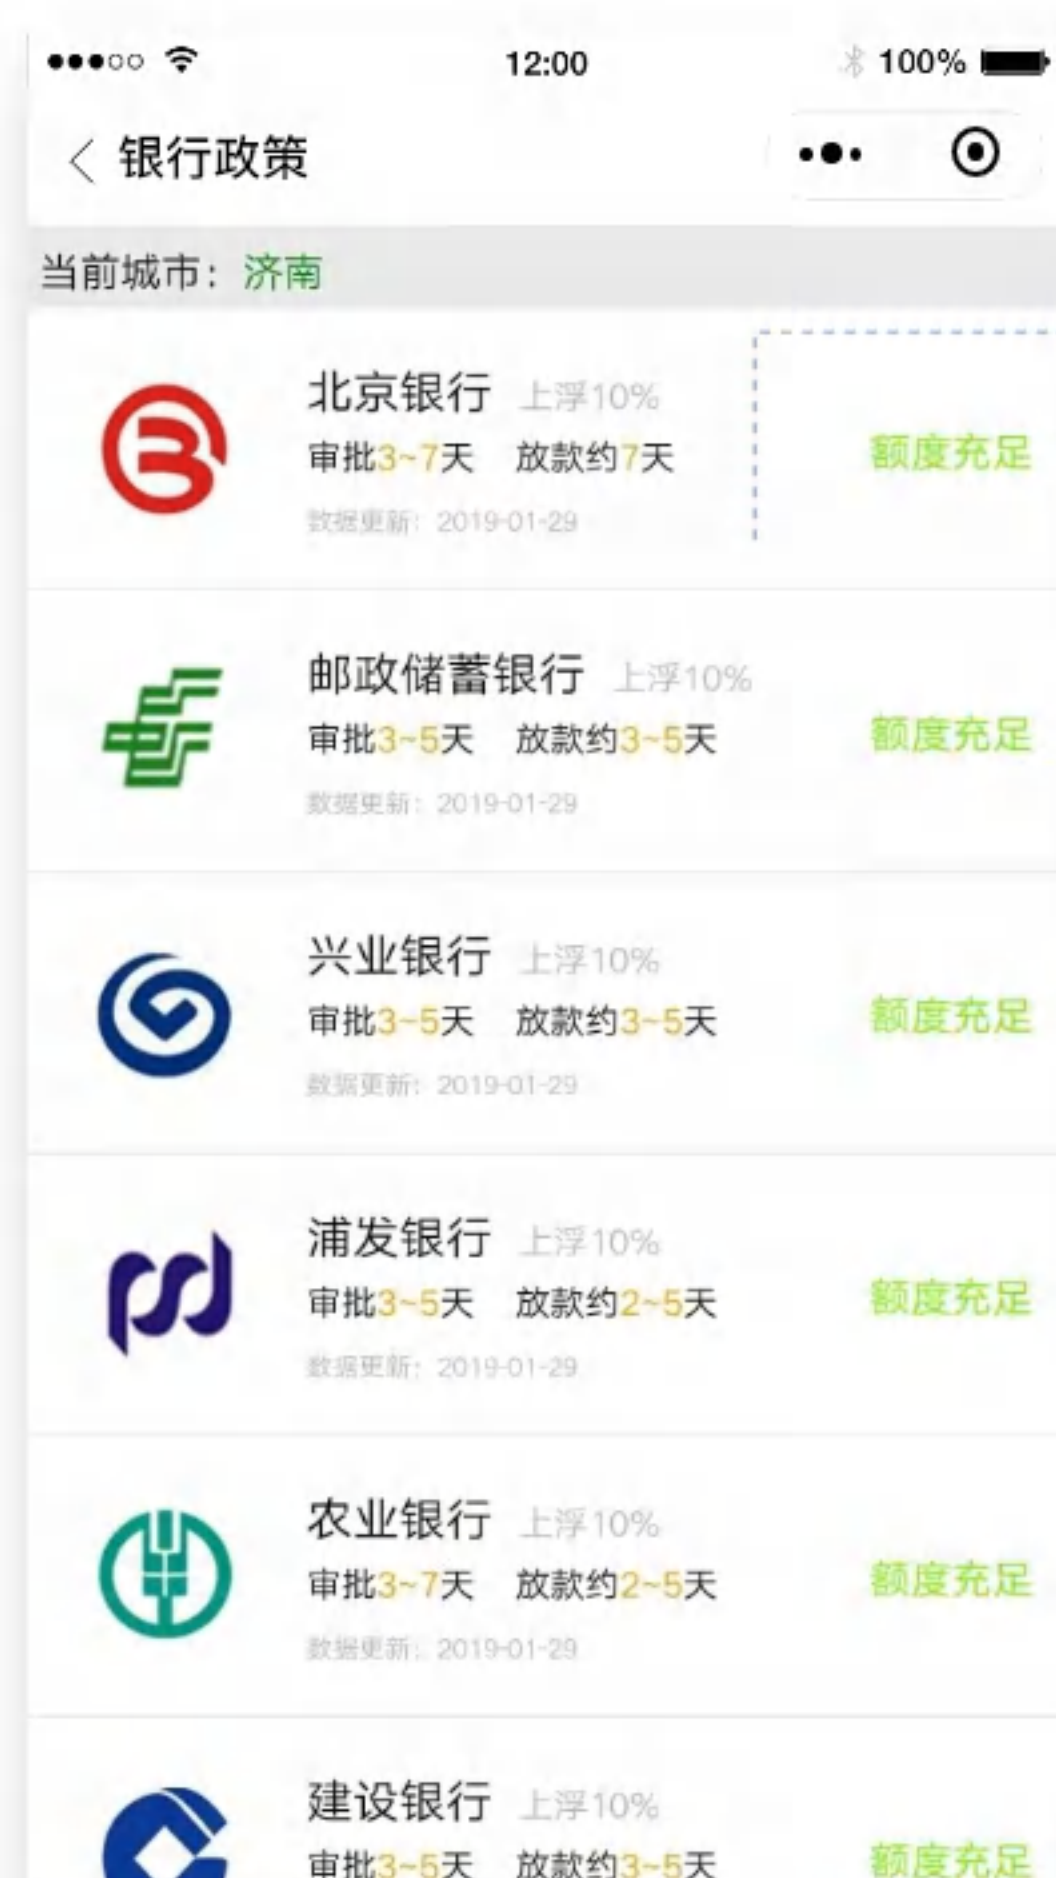 12:00 100%
银行政策
当前城市：济南
北京银行 上浮10%
审批3~7天 放款约7天 额度充足
数据更新：2019-01-29
邮政储蓄银行 上浮10%
审批3~5天 放款约3~5天 额度充足
数据更新：2019-01-29
兴业银行 上浮10%
审批3~5天 放款约3~5天 额度充足
数据更新：2019-01-29
浦发银行 上浮10%
审批3~5天 放款约2~5天 额度充足
数据更新：2019-01-29
农业银行 上浮10%
审批3~7天 放款约2~5天 额度充足
数据更新：2019-01-29
建设银行 上浮10%
审批3~5天 放款约3~5天 额度充足